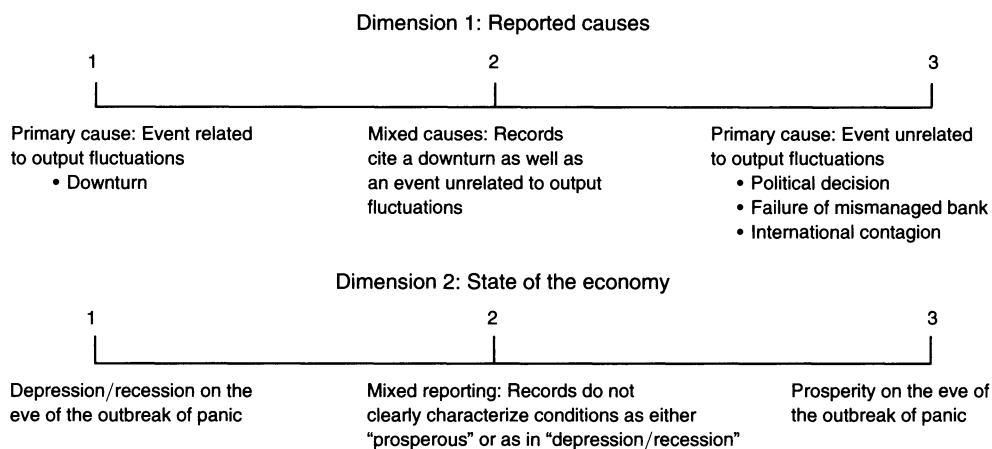 Dimension 1: Reported causes
1 2 3
Primary cause: Event related
to output fluctuations
• Downturn
Mixed causes: Records
cite a downturn as well as
an event unrelated to output
fluctuations
Primary cause: Event unrelated
to output fluctuations
• Political decision
• Failure of mismanaged bank
• International contagion
Dimension 2: State of the economy
1 2 3
Depression/recession on the
eve of the outbreak of panic
Mixed reporting: Records do not
clearly characterize conditions as either
“prosperous” or as in “depression/recession”
Prosperity on the eve of
the outbreak of panic